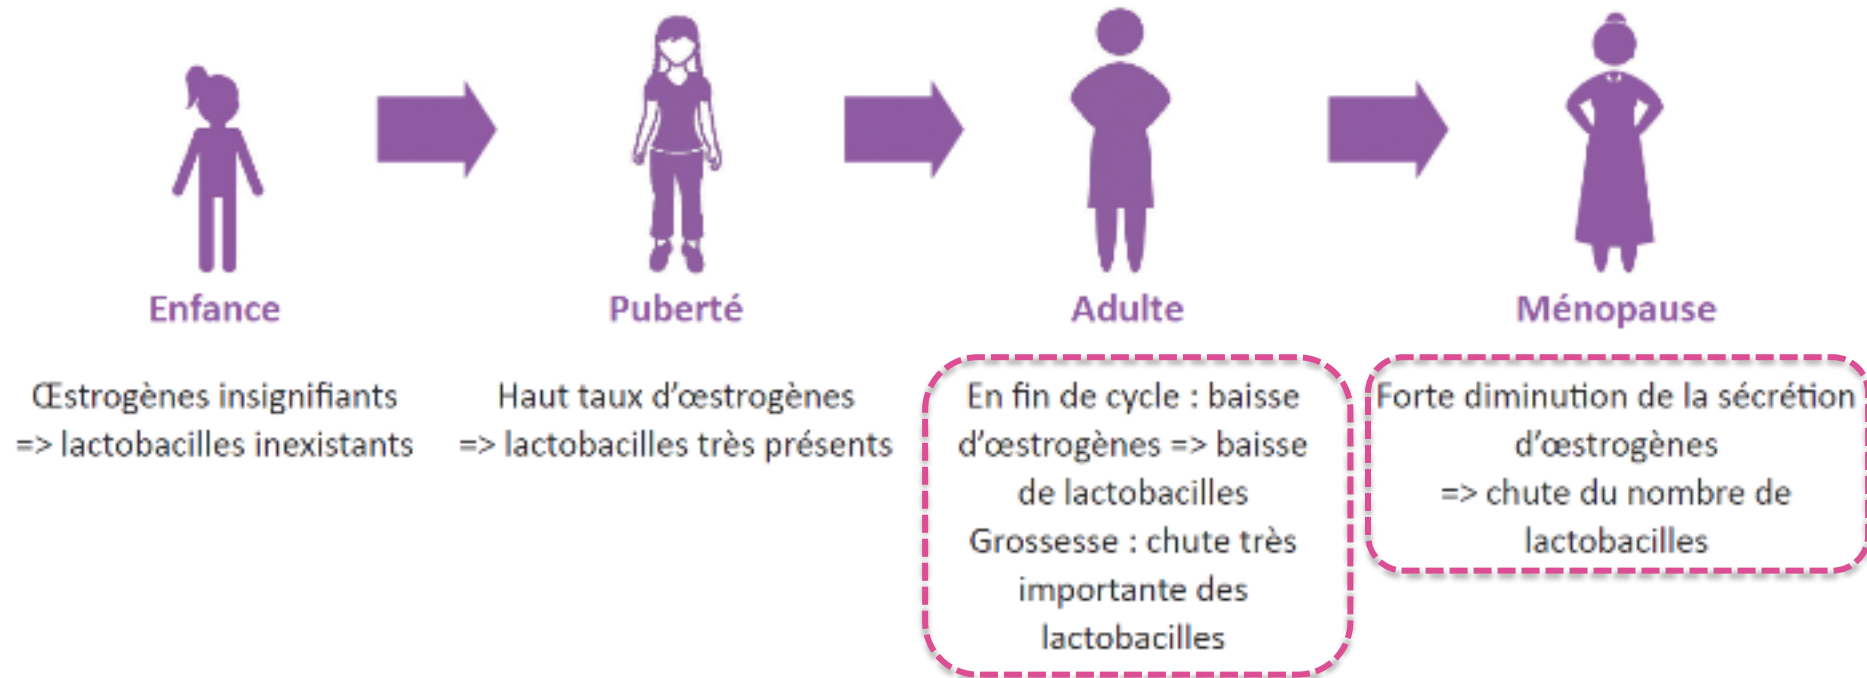 Enfance
Œstrogènes insignifiants
=> lactobacilles inexistants
Puberté
Haut taux d'œstrogènes
=> lactobacilles très présents
Adulte
En fin de cycle : baisse
d'œstrogènes => baisse
de lactobacilles
Grossesse : chute très
importante des
lactobacilles
Ménopause
Forte diminution de la sécrétion
d'œstrogènes
=> chute du nombre de
lactobacilles